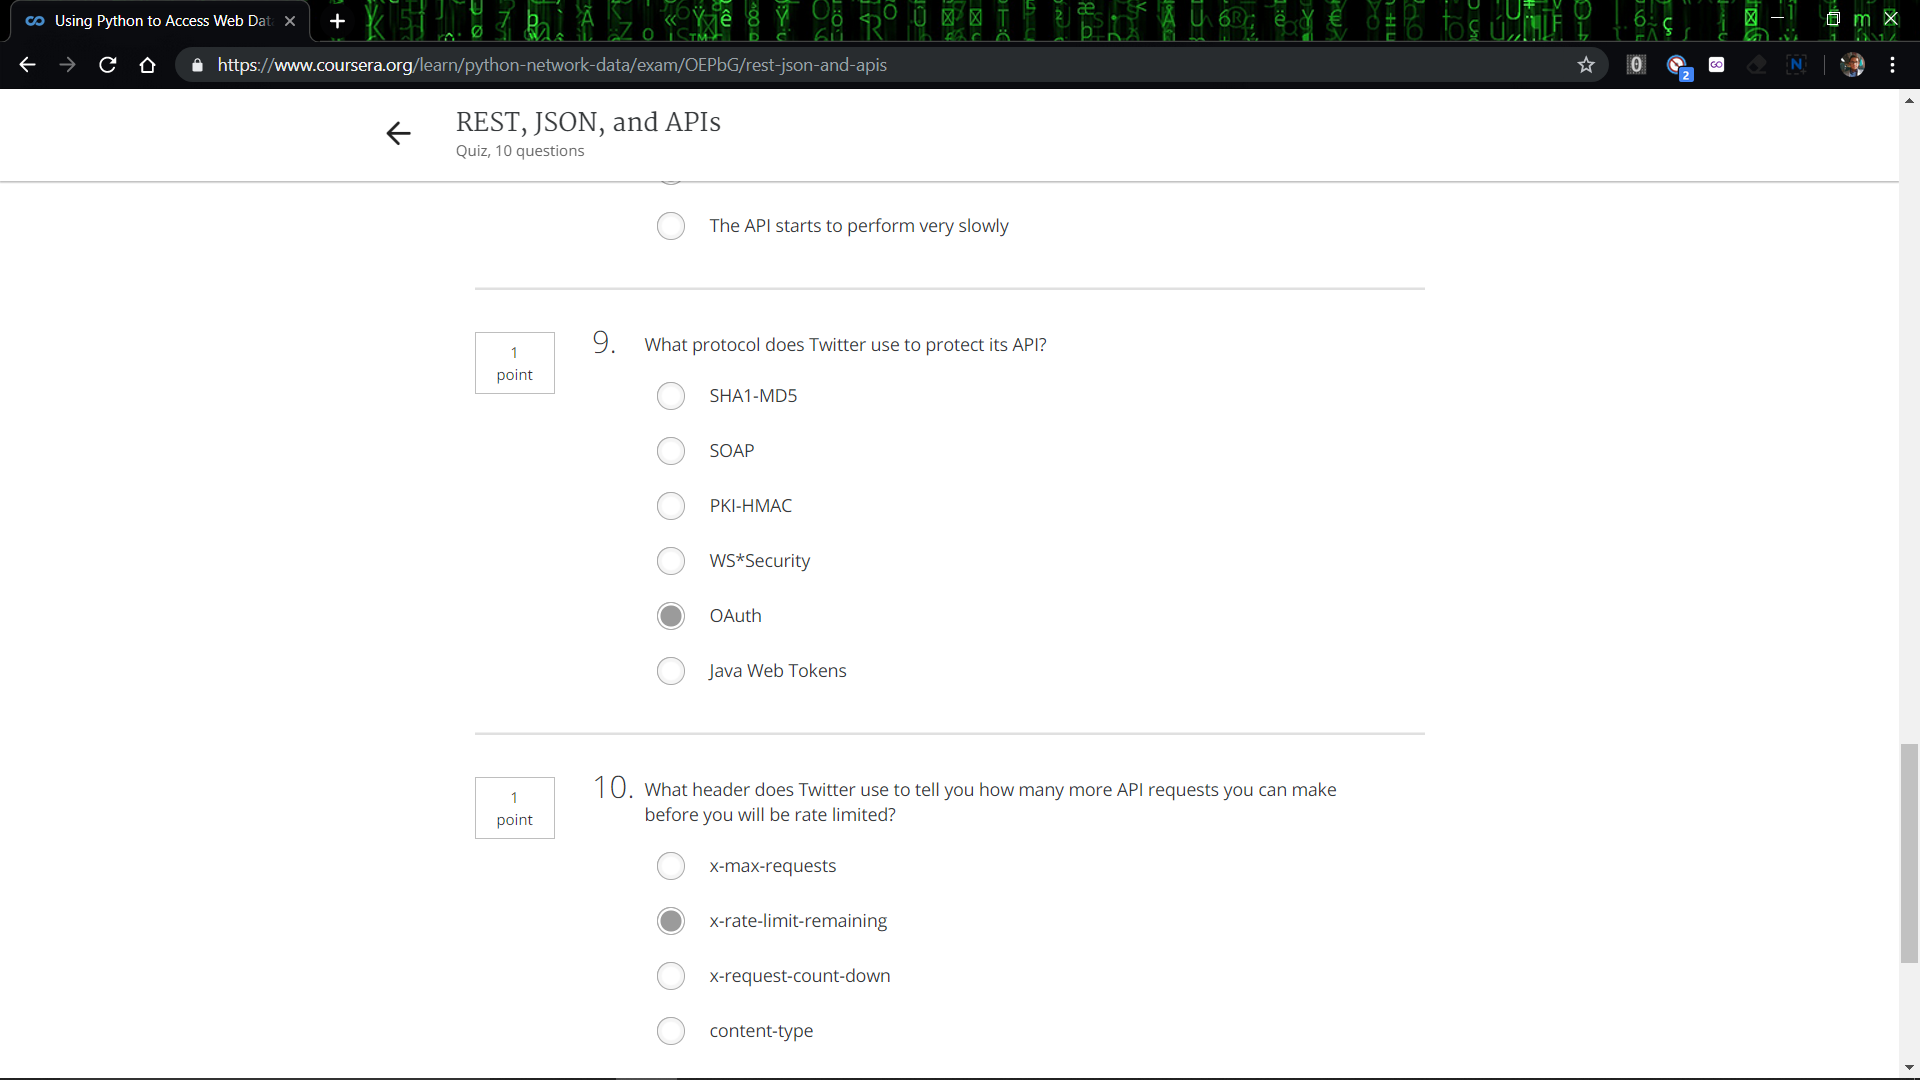 Using Python to Access Web Dat
https://www.coursera.org/learn/python-network-data/exam/OEPbG/rest-json-and-apis
2
REST, JSON, and APIs
Quiz, 10 questions
The API starts to perform very slowly
1
point
9.
What protocol does Twitter use to protect its API?
SHA1-MD5
SOAP
PKI-HMAC
WS*Security
OAuth
Java Web Tokens
1
point
10.
What header does Twitter use to tell you how many more API requests you can make
before you will be rate limited?
x-max-requests
x-rate-limit-remaining
x-request-count-down
content-type